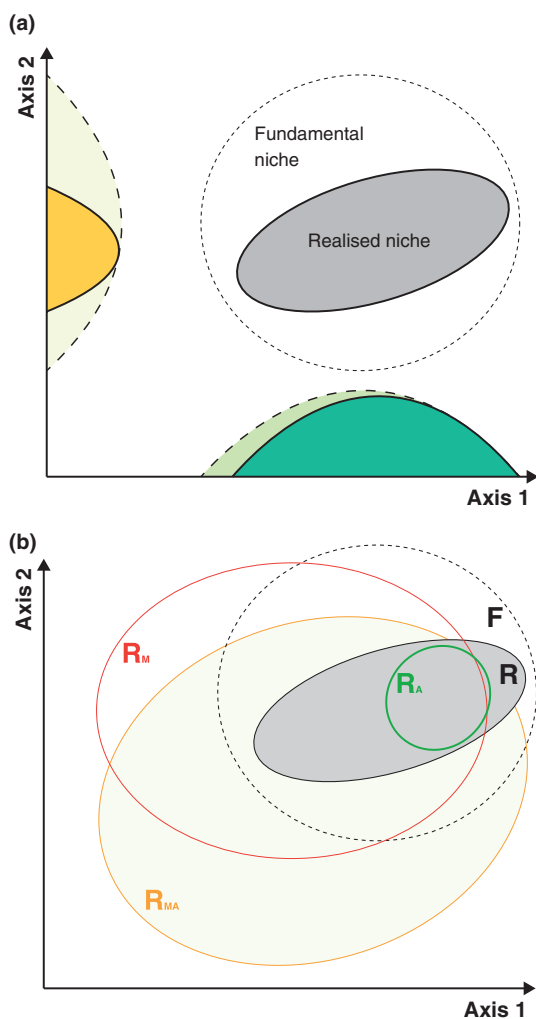 (a)
Axis 2
Fundamental
niche
Realised niche
Axis 1
(b)
Axis 2
F
RM
R
RA
RMA
Axis 1